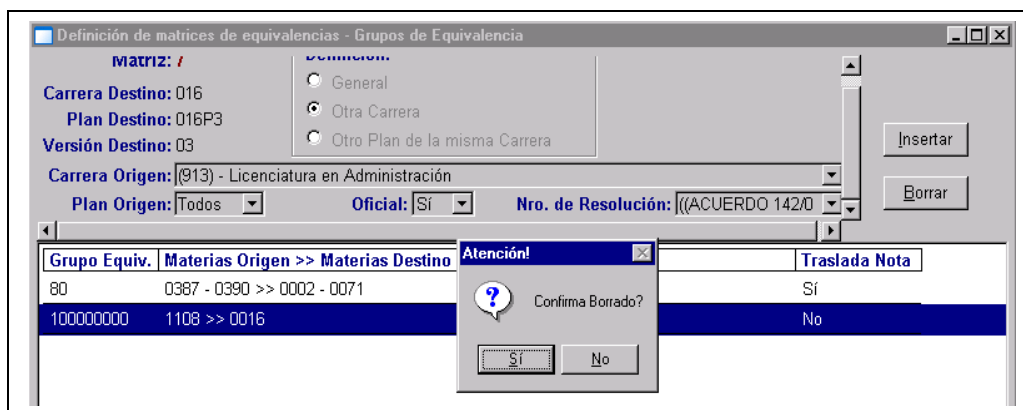 Definición de matrices de equivalencias - Grupos de Equivalencia
Matriz: 7
Definición:
General
Carrera Destino: 016
Otra Carrera
Plan Destino: 016P3
Otro Plan de la misma Carrera
Versión Destino: 03
Insertar
Carrera Origen: (913) - Licenciatura en Administración
Plan Origen: Todos Oficial: Sí Nro. de Resolución: ((ACUERDO 142/0
Borrar
Grupo Equiv. Materias Origen >> Materias Destino Traslada Nota
80 0387 - 0390 >> 0002 - 0071 Sí
100000000 1108 >> 0016 No
Atención!
Confirma Borrado?
Sí No